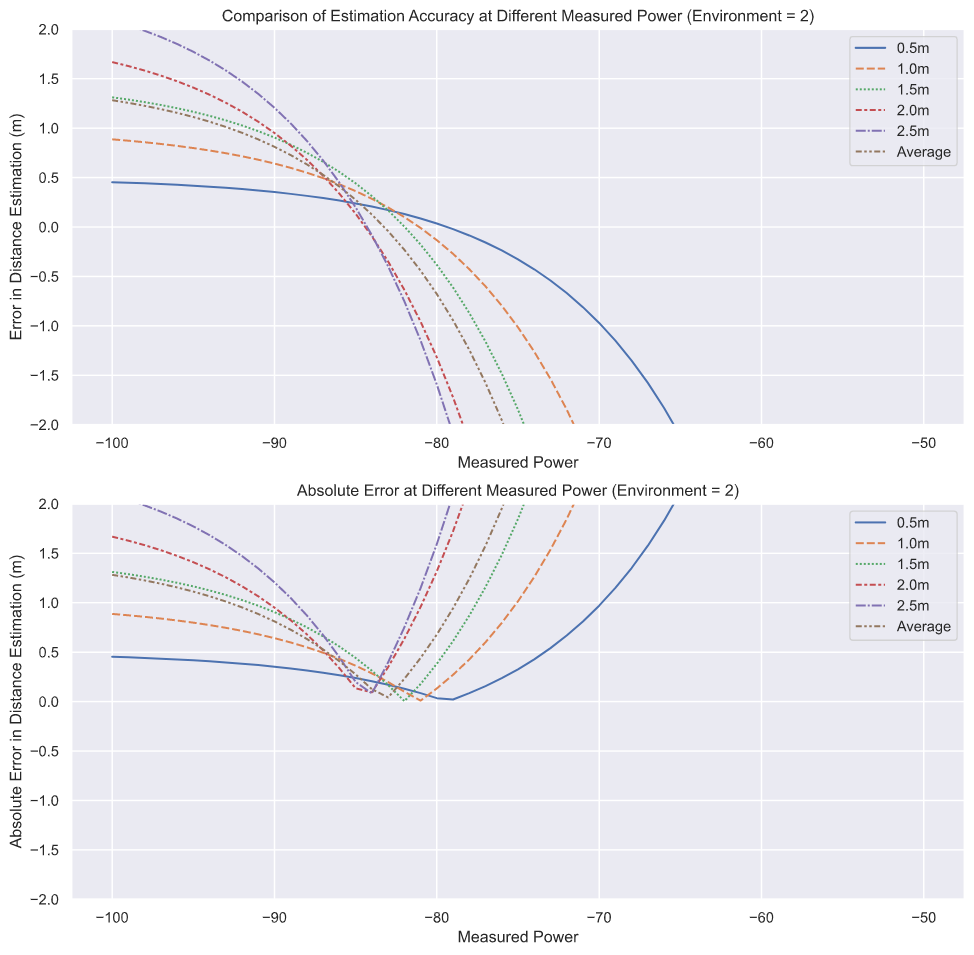 Comparison of Estimation Accuracy at Different Measured Power (Environment = 2)
2.0
1.5
1.0
0.5
0.0
−0.5
−1.0
−1.5
−2.0
Error in Distance Estimation (m)
0.5m
1.0m
1.5m
2.0m
2.5m
Average
−100 −90 −80 −70 −60 −50
Measured Power
Absolute Error at Different Measured Power (Environment = 2)
2.0
1.5
1.0
0.5
0.0
−0.5
−1.0
−1.5
−2.0
Absolute Error in Distance Estimation (m)
0.5m
1.0m
1.5m
2.0m
2.5m
Average
−100 −90 −80 −70 −60 −50
Measured Power